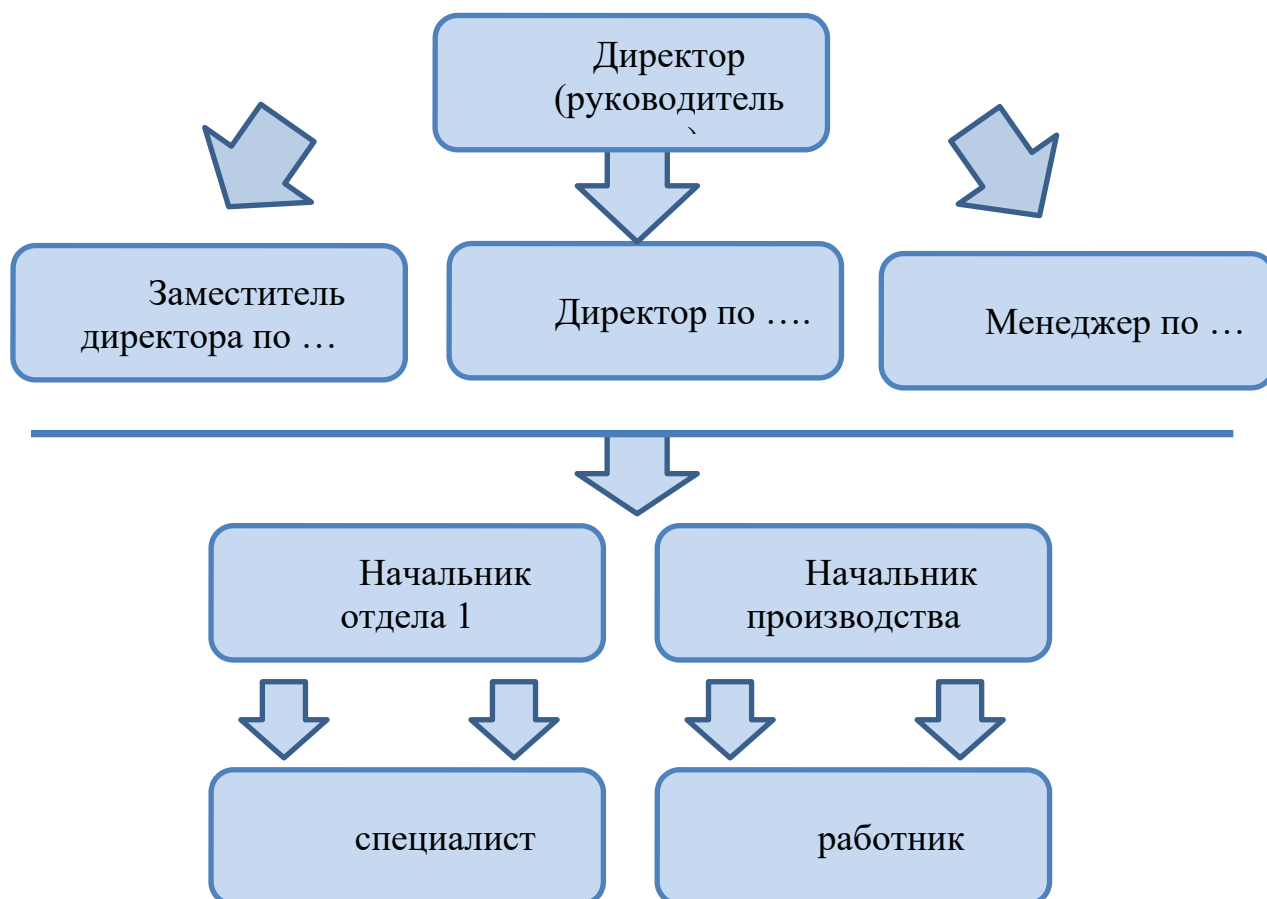 Директор
(руководитель
)
Заместитель
директора по …
Директор по ….
Менеджер по …
Начальник
отдела 1
Начальник
производства
специалист
работник